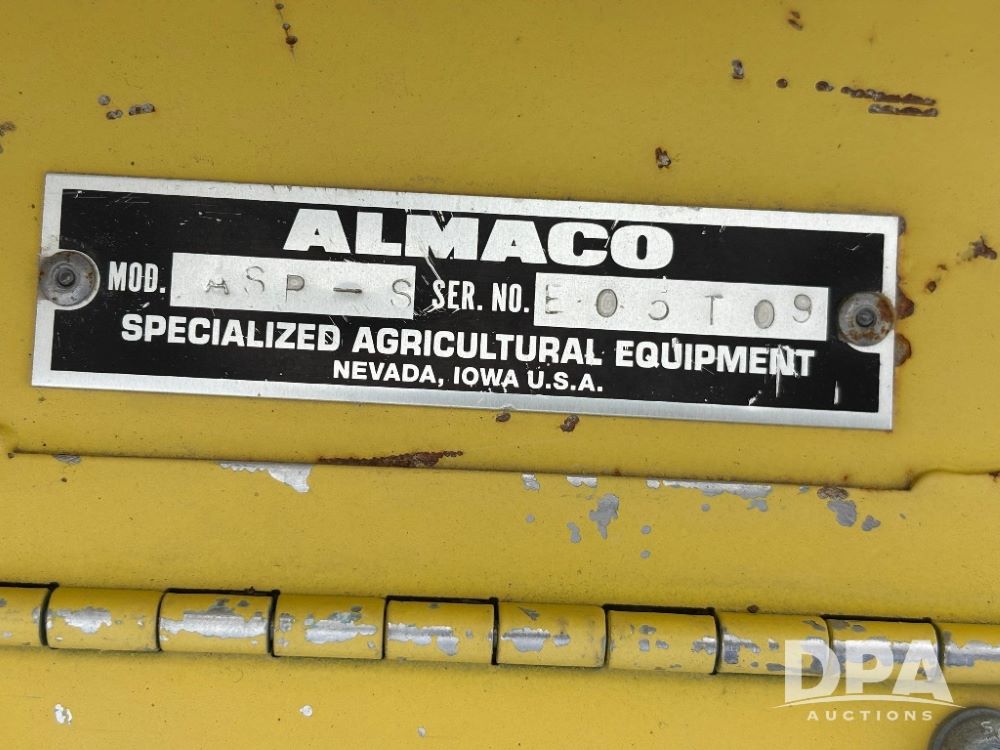 ALMACO
MOD. ASP-S SER. NO. E05T09
SPECIALIZED AGRICULTURAL EQUIPMENT
NEVADA, IOWA U.S.A.
DPA
AUCTIONS